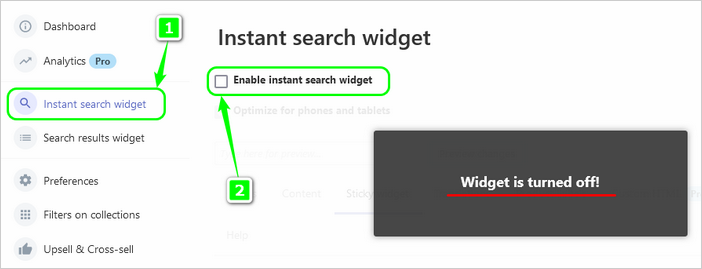 Dashboard
Analytics Pro
Instant search widget
Search results widget
Preferences
Filters on collections
Upsell & Cross-sell
1
2
Instant search widget
Enable instant search widget
Optimize for phones and tablets
Content
Sticky
Help
Widget is turned off!